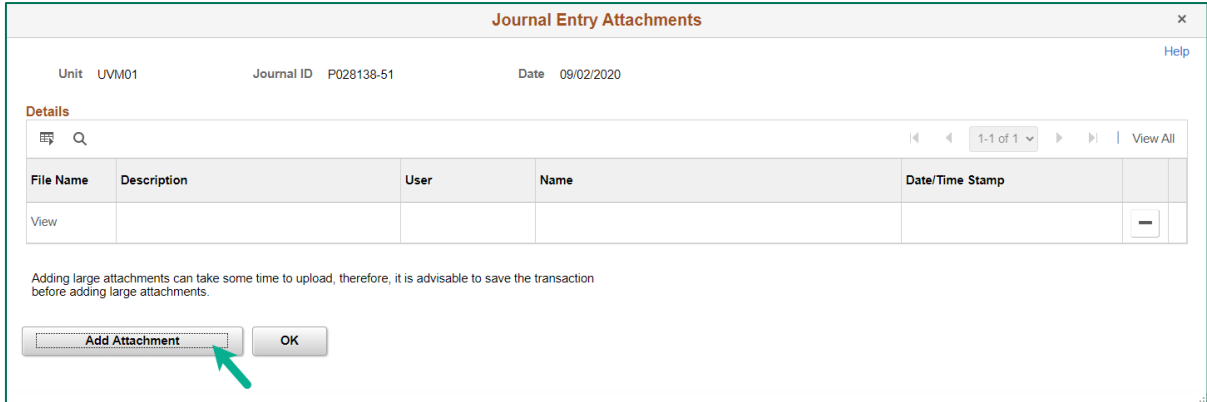 Journal Entry Attachments ×
Help
Unit UVM01 Journal ID P028138-51 Date 09/02/2020
Details
1-1 of 1 View All
File Name Description User Name Date/Time Stamp
View
Adding large attachments can take some time to upload, therefore, it is advisable to save the transaction
before adding large attachments.
Add Attachment OK